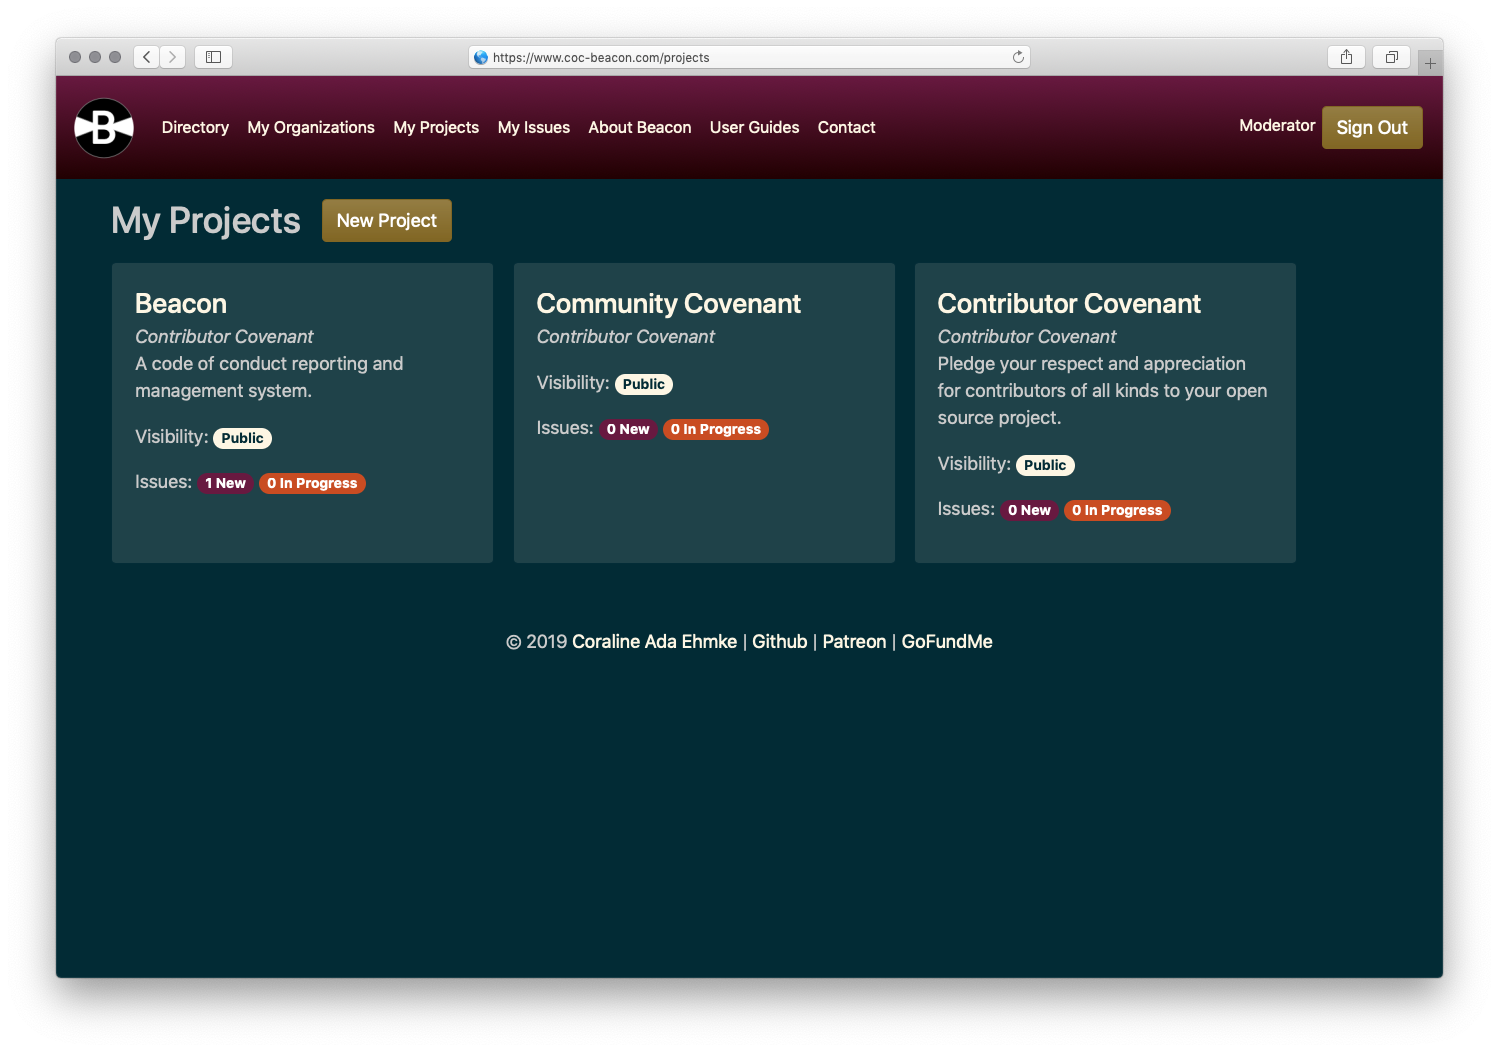 https://www.coc-beacon.com/projects
B
Directory My Organizations My Projects My Issues About Beacon User Guides Contact
Moderator Sign Out
My Projects New Project
Beacon
Contributor Covenant
A code of conduct reporting and
management system.
Visibility: Public
Issues: 1 New 0 In Progress
Community Covenant
Contributor Covenant
Visibility: Public
Issues: 0 New 0 In Progress
Contributor Covenant
Contributor Covenant
Pledge your respect and appreciation
for contributors of all kinds to your open
source project.
Visibility: Public
Issues: 0 New 0 In Progress
© 2019 Coraline Ada Ehmke | Github | Patreon | GoFundMe